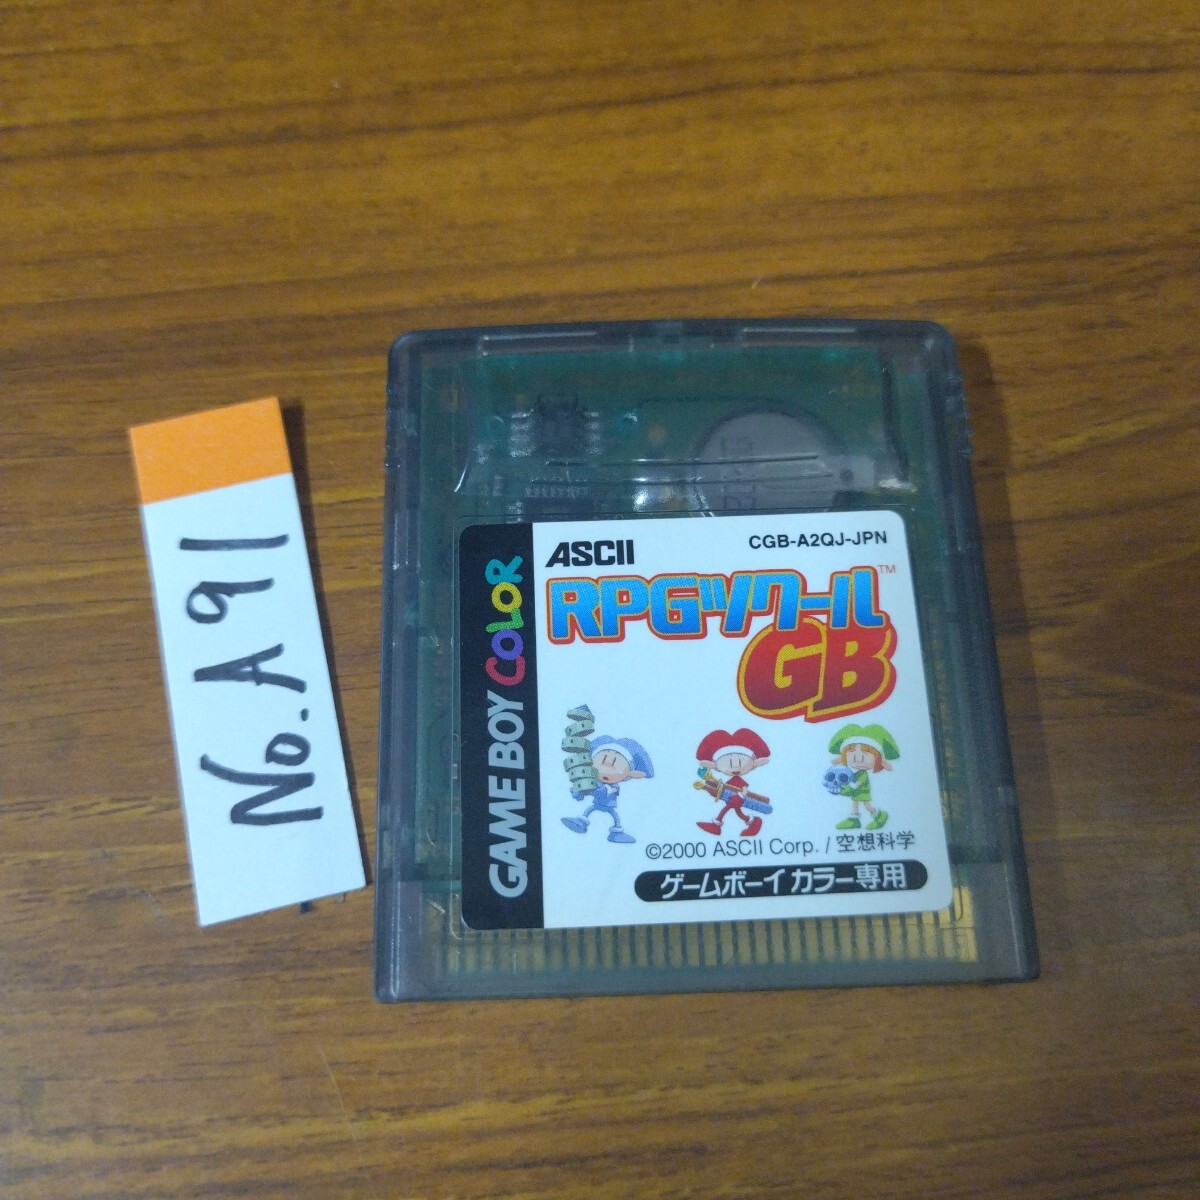 No. A 91
GAME BOY COLOR
ASCII
CGB-A2QJ-JPN
RPGツクール™
GB
©2000 ASCII Corp. / 空想科学
ゲームボーイカラー専用